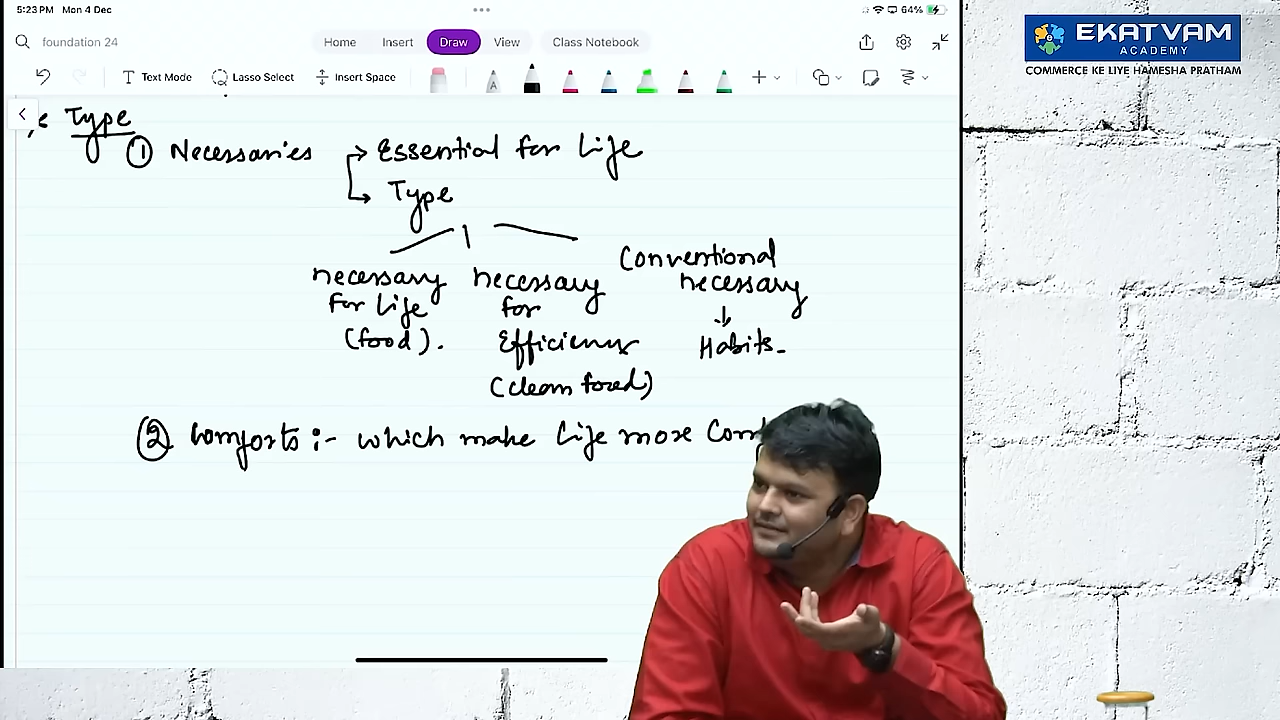 5:23 PM Mon 4 Dec
64%
foundation 24
Home Insert Draw View Class Notebook
Text Mode Lasso Select Insert Space
EKATVAM
ACADEMY
COMMERCE KE LIYE HAMESHA PRATHAM
Type
① Necessaries → Essential for Life
→ Type
necessary for Life (food).
necessary for Efficiency (clean food)
Conventional necessary
↓
Habits-
② Comforts :- which make life more